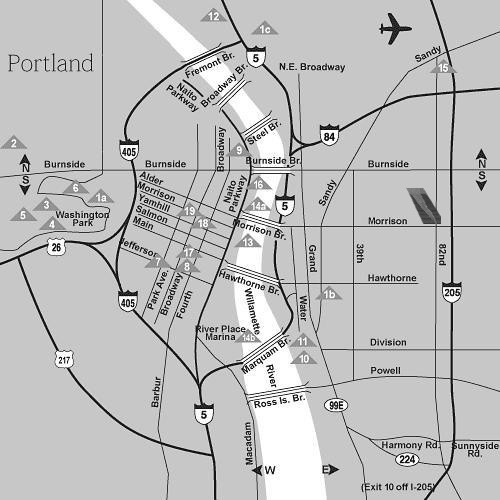 12
1c
5
Portland
Fremont Br.
N.E. Broadway
Sandy
15
Broadway Br.
Naito
Parkway
Steel Br.
84
2
405
Broadway
9
N
S
Burnside
Burnside
Burnside Br.
Burnside
N
S
Alder
Morrison
Yamhill
Salmon
Main
Jefferson
6
1a
3
5
4
Washington
Park
Naito
Parkway
16
14a
5
Sandy
19
18
Morrison Br.
Morrison
13
26
7
17
8
Grand
39th
82nd
Park Ave.
Broadway
Fourth
Hawthorne Br.
Hawthorne
405
Willamette
Water
1b
205
River Place
Marina
14b
Marquam Br.
11
10
Division
217
River
Powell
Barbur
5
Ross Is. Br.
99E
Macadam
Harmony Rd.
Sunnyside
Rd.
224
W
E
(Exit 10 off I-205)